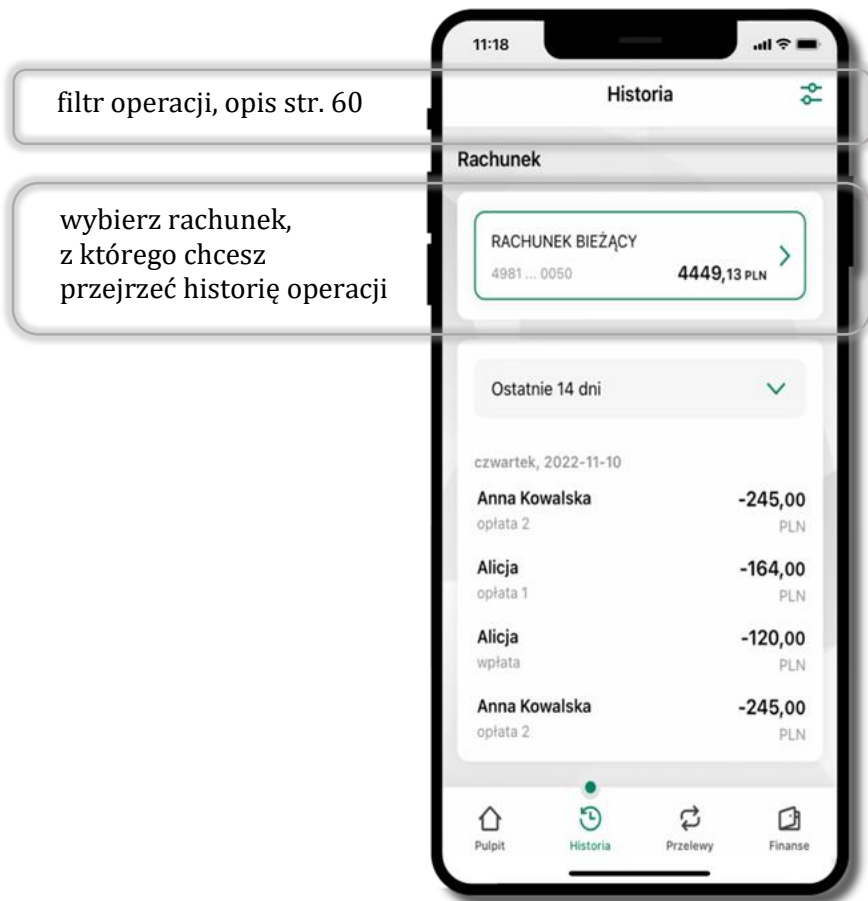 11:18
filtr operacji, opis str. 60
Historia
Rachunek
wybierz rachunek,
z którego chcesz
przejrzeć historię operacji
RACHUNEK BIEŻĄCY
4981 ... 0050 4449,13 PLN
Ostatnie 14 dni
czwartek, 2022-11-10
Anna Kowalska -245,00
opłata 2 PLN
Alicja -164,00
opłata 1 PLN
Alicja -120,00
wpłata PLN
Anna Kowalska -245,00
opłata 2 PLN
Pulpit Historia Przelewy Finanse